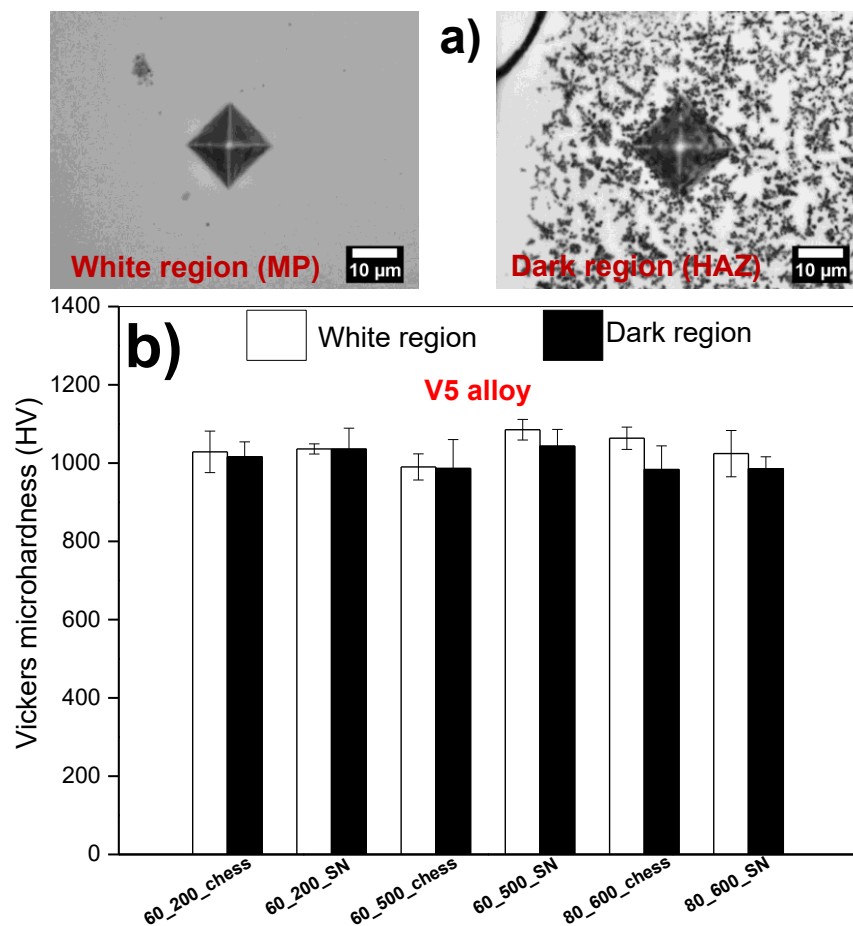 a)
White region (MP)
10 µm
Dark region (HAZ)
10 µm
b)
White region
Dark region
V5 alloy
Vickers microhardness (HV)
1400
1200
1000
800
600
400
200
0
60_200_chess
60_200_SN
60_500_chess
60_500_SN
80_600_chess
80_600_SN